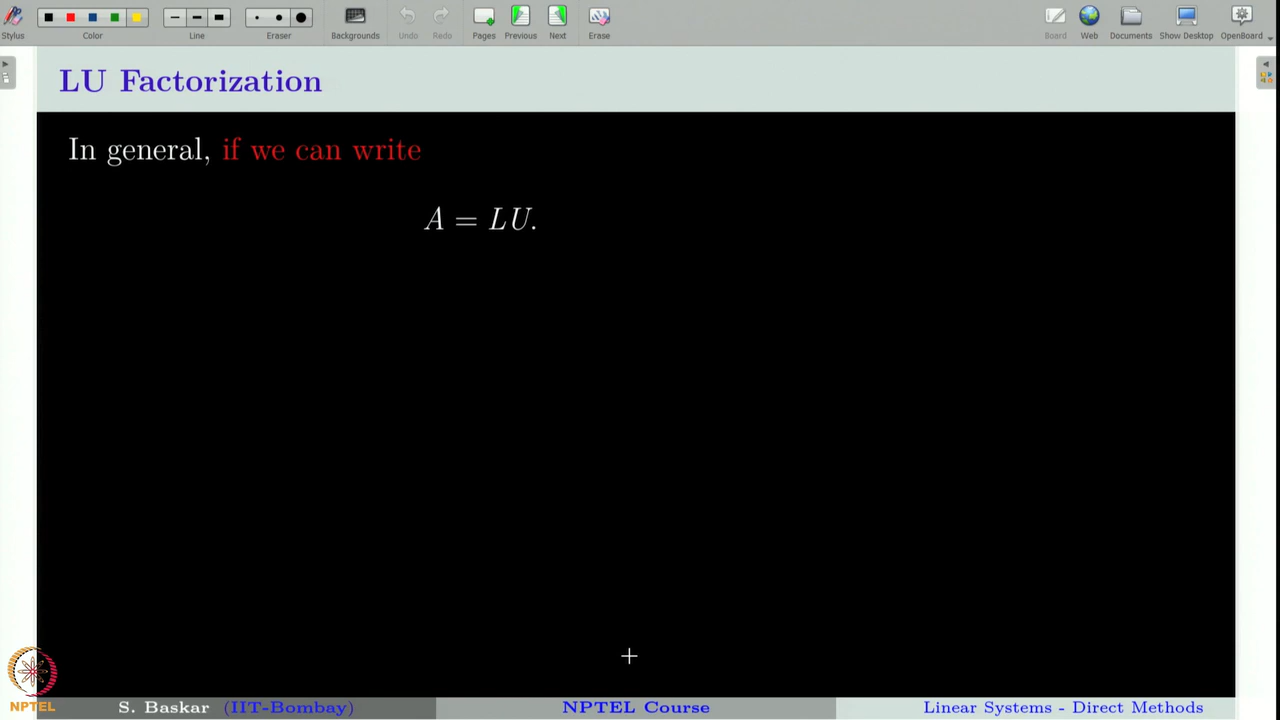 Stylus Color Line Eraser Backgrounds Undo Redo Pages Previous Next Erase Board Web Documents Show Desktop OpenBoard
LU Factorization
In general, if we can write
A = LU.
NPTEL
S. Baskar (IIT-Bombay) NPTEL Course Linear Systems - Direct Methods